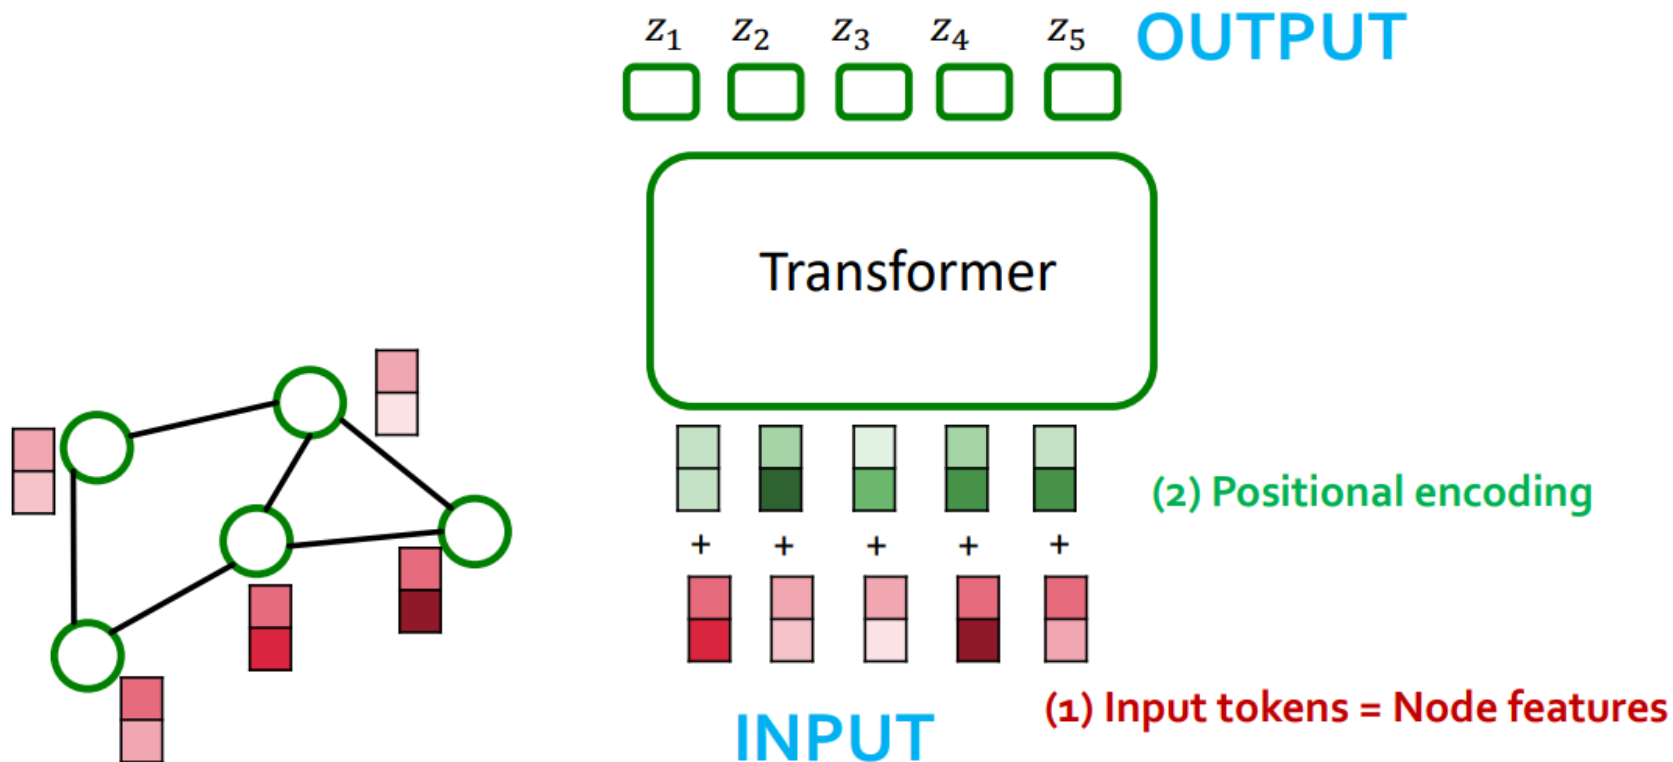 z₁ z₂ z₃ z₄ z₅ OUTPUT
Transformer
(2) Positional encoding
+ + + + +
(1) Input tokens = Node features
INPUT